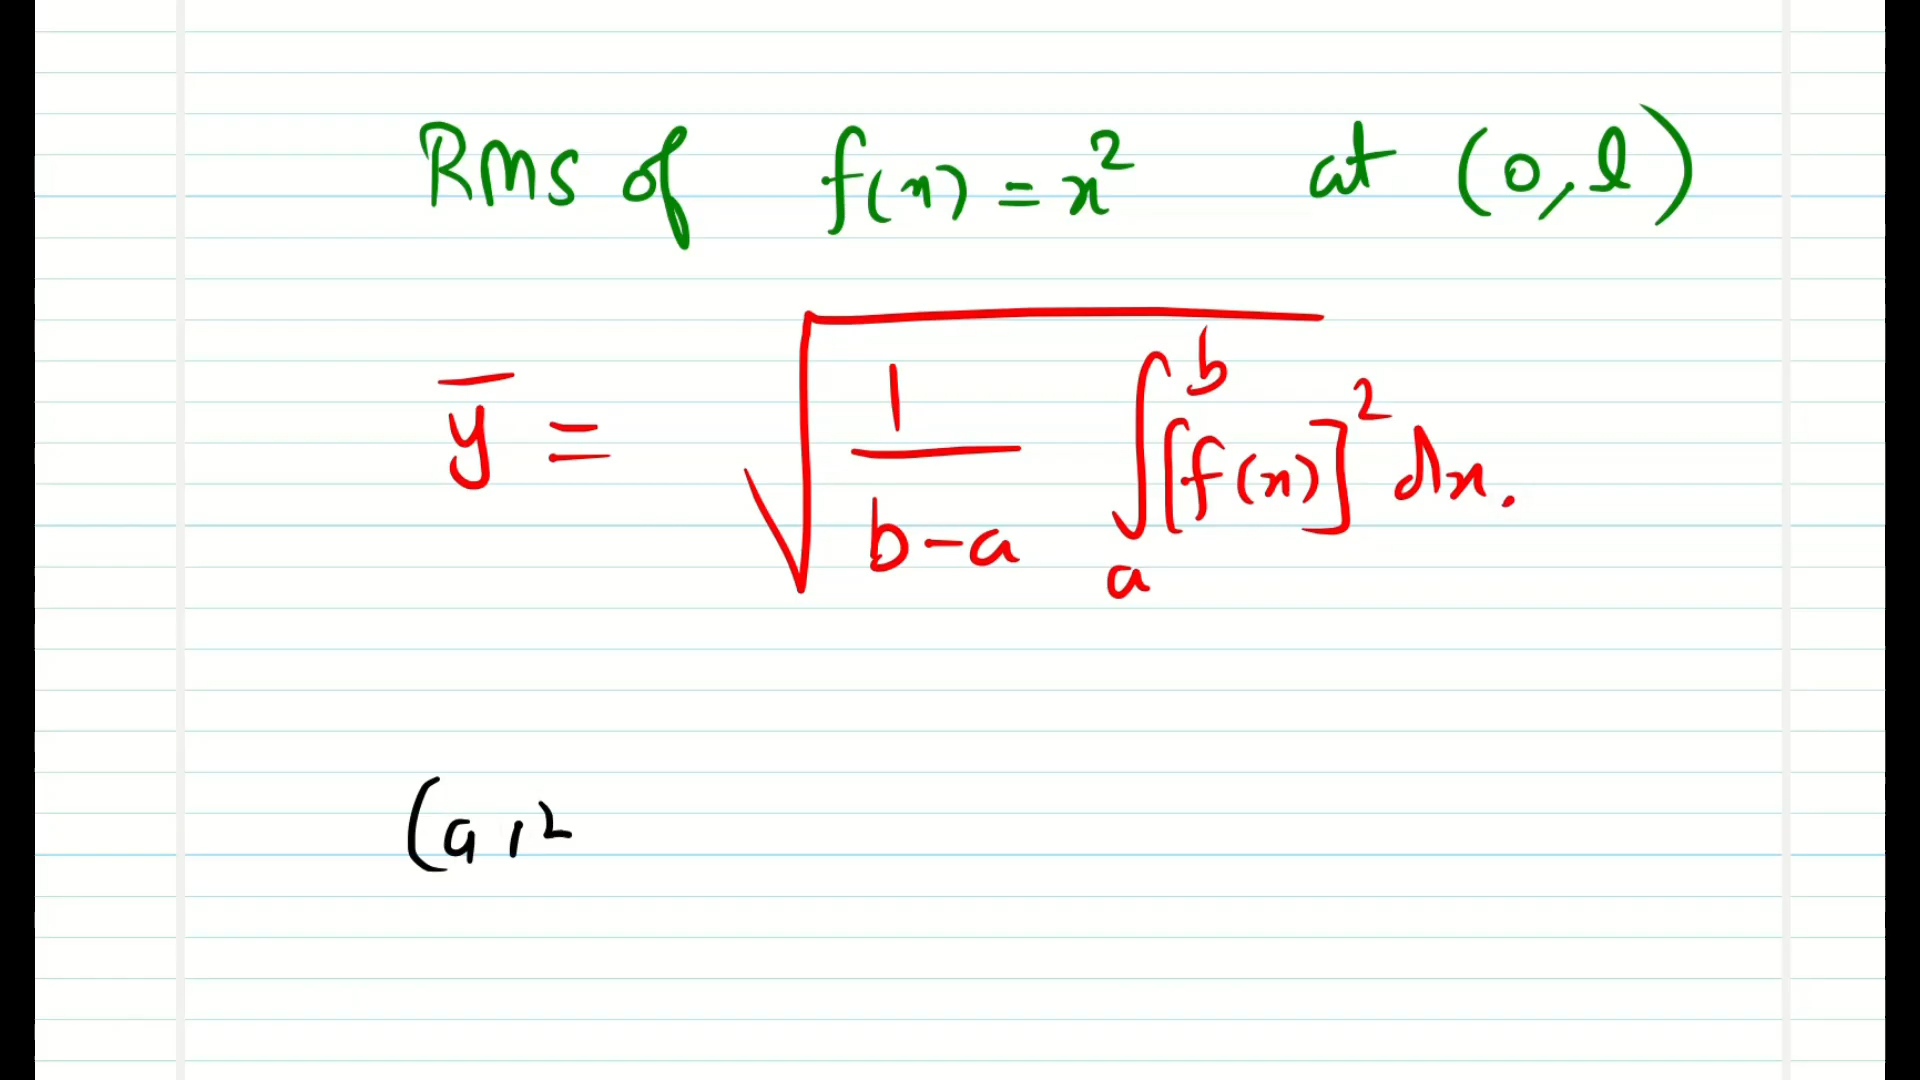 Rms of f(x) = x² at (0, l)
y̅ = √ 1/(b-a) ∫ₐᵇ [f(x)]² dx.
(a,